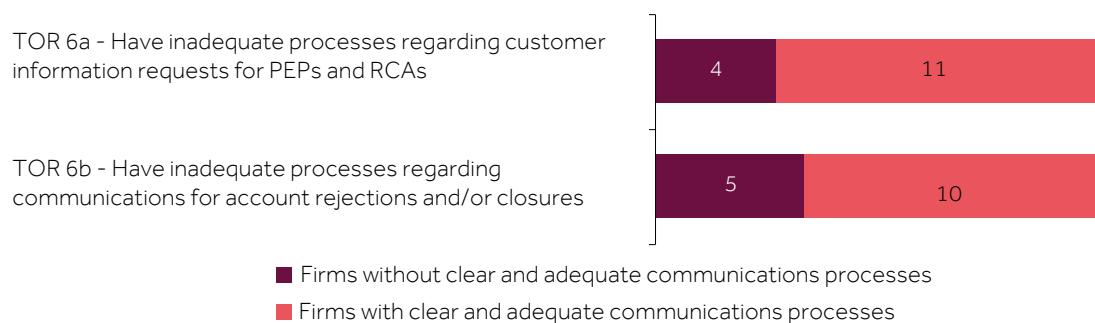 TOR 6a - Have inadequate processes regarding customer
information requests for PEPs and RCAs
4
11
TOR 6b - Have inadequate processes regarding
communications for account rejections and/or closures
5
10
Firms without clear and adequate communications processes
Firms with clear and adequate communications processes